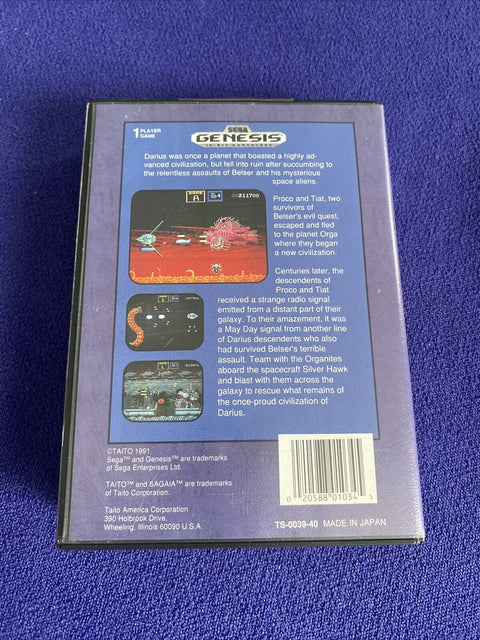 1 PLAYER
GAME
SEGA
GENESIS
Darius was once a planet that boasted a highly ad-
vanced civilization, but fell into ruin after succumbing to
the relentless assaults of Belser and his mysterious
space aliens.
ZONE
A
00211700
Proco and Tiat, two
survivors of
Belser's evil quest,
escaped and fled
to the planet Orga
where they began
a new civilization.
Centuries later, the
descendents of
Proco and Tiat
received a strange radio signal
emitted from a distant part of their
galaxy. To their amazement, it was
a May Day signal from another line
of Darius descendents who also
had survived Belser's terrible
assault. Team with the Organites
aboard the spacecraft Silver Hawk
and blast with them across the
galaxy to rescue what remains of
the once-proud civilization of
Darius.
©TAITO 1991
Sega™ and Genesis™ are trademarks
of Sega Enterprises Ltd.
TAITO™ and SAGAIA™ are trademarks
of Taito Corporation.
Taito America Corporation
390 Holbrook Drive,
Wheeling, Illinois 60090 U.S.A.
0 20588 01034 5
TS-0039-40 MADE IN JAPAN